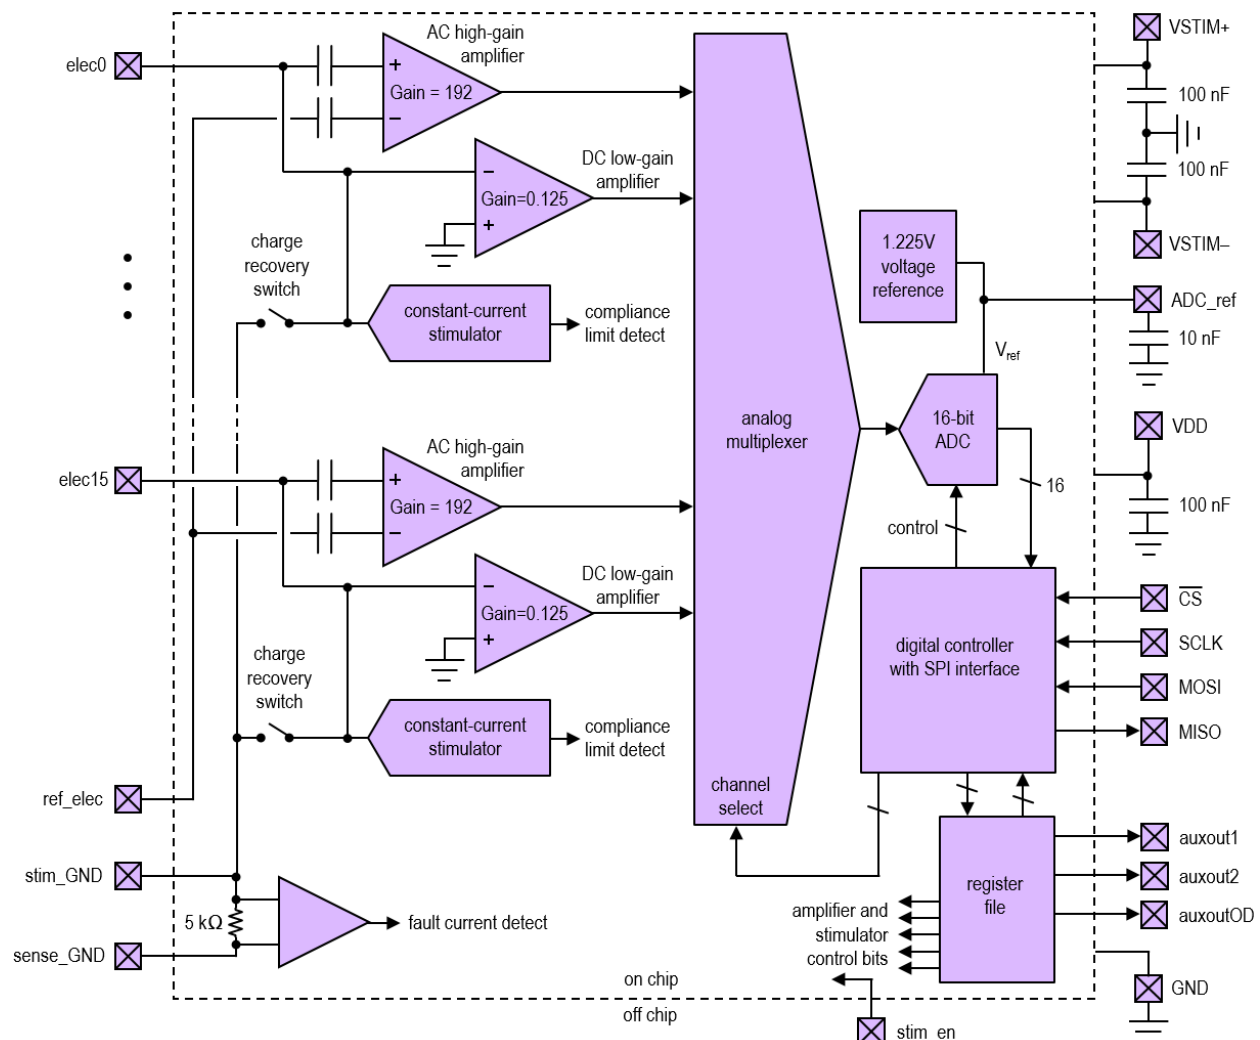 VSTIM+
AC high-gain
amplifier
elec0
+
Gain = 192
100 nF
−
DC low-gain
amplifier
−
100 nF
Gain=0.125
+
charge
recovery
switch
1.225V
voltage
reference
VSTIM–
ADC_ref
constant-current
stimulator
compliance
limit detect
10 nF
Vref
analog
multiplexer
16-bit
ADC
VDD
AC high-gain
amplifier
elec15
+
Gain = 192
16
100 nF
−
control
DC low-gain
amplifier
−
Gain=0.125
+
CS
digital controller
with SPI interface
SCLK
charge
recovery
switch
MOSI
constant-current
stimulator
compliance
limit detect
MISO
channel
select
ref_elec
auxout1
stim_GND
register
file
auxout2
5 kΩ
fault current detect
amplifier and
stimulator
control bits
auxoutOD
sense_GND
on chip
GND
off chip
stim_en